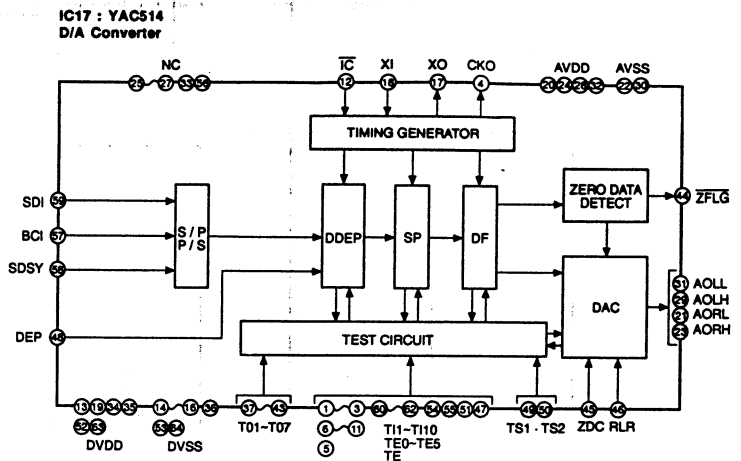 IC17 : YAC514
D/A Converter
NC
IC XI XO CKO AVDD AVSS
25 ~ 27 33 56 12 18 17 4 20 24 28 32 22 30
TIMING GENERATOR
SDI 59
BCI 57
SDSY 58
DEP 48
S / P
P / S
DDEP
SP
DF
ZERO DATA
DETECT
44 ZFLG
DAC
31 AOLL
29 AOLH
21 AORL
23 AORH
TEST CIRCUIT
13 19 34 35 14 ~ 16 36 37 ~ 43 1 ~ 3 60 ~ 62 54 55 51 47 49 50 45 46
52 63 53 64 6 ~ 11
5
DVDD DVSS T01~T07 TI1~TI10 TS1 · TS2 ZDC RLR
TE0~TE5
TE